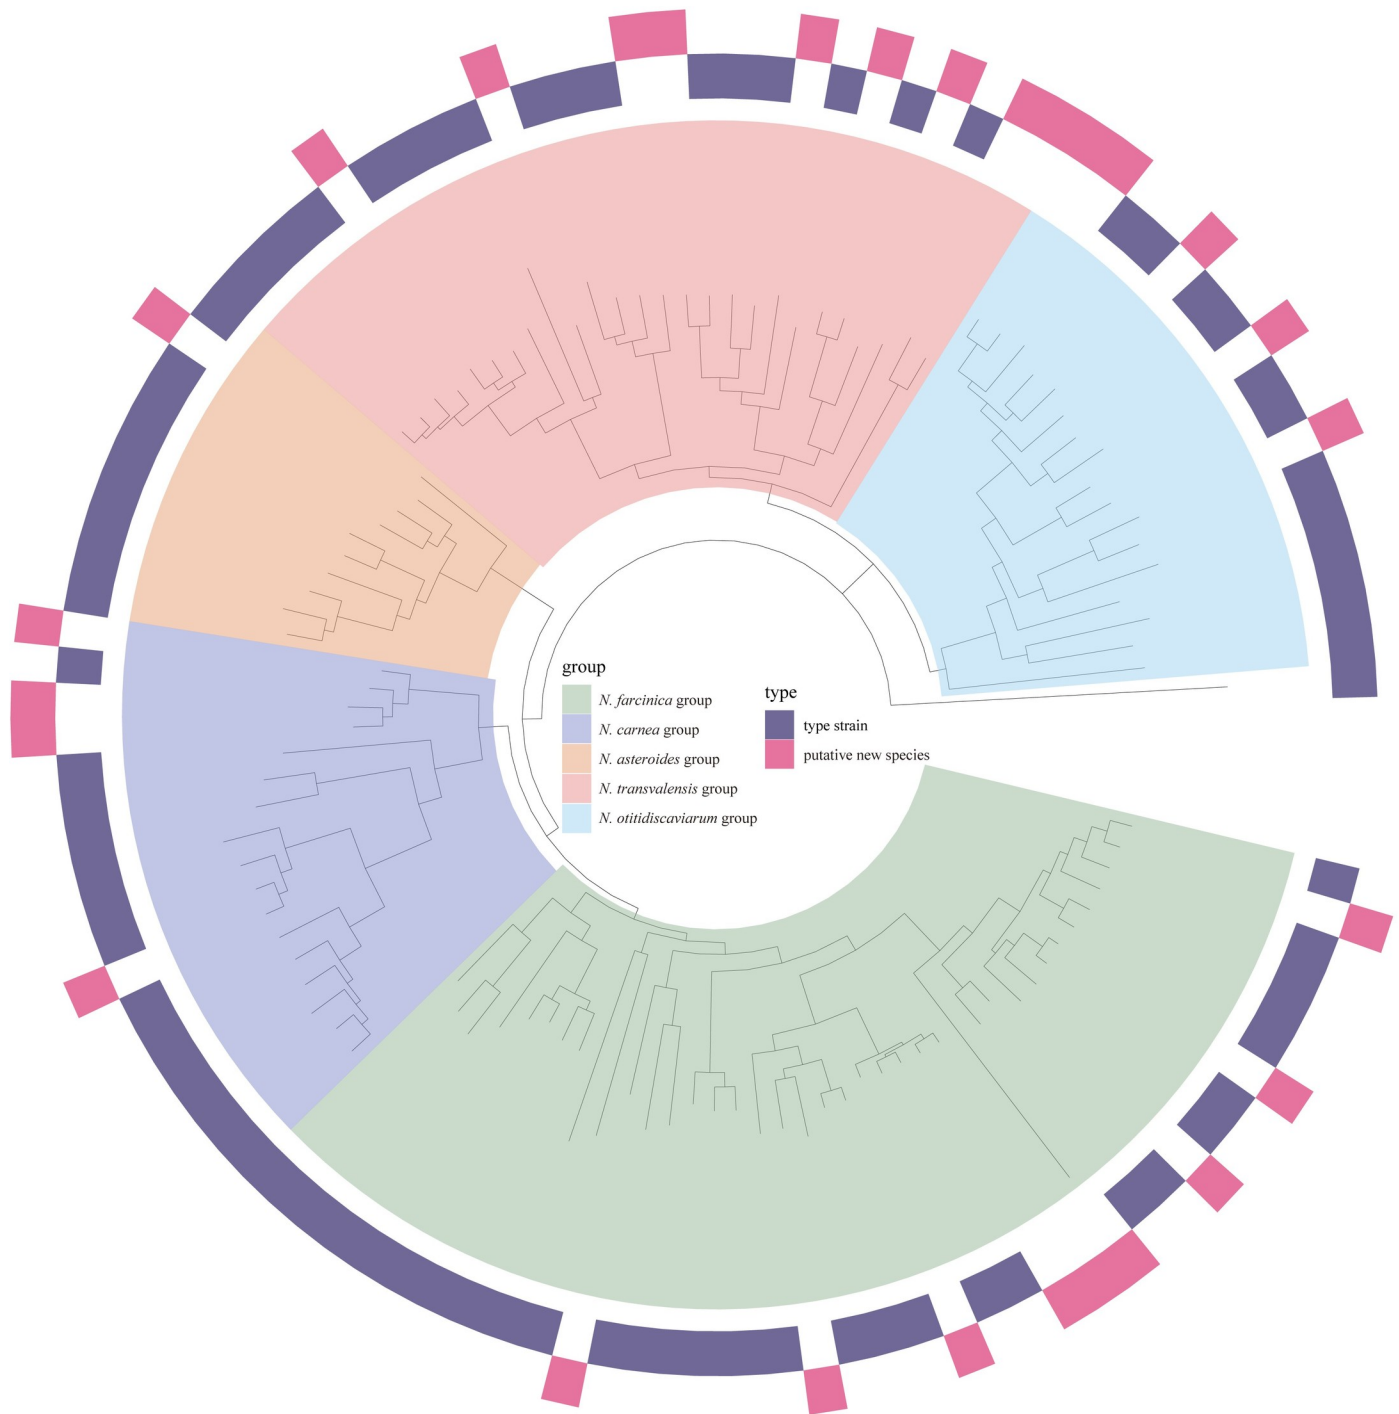 group
N. farcinica group
N. carnea group
N. asteroides group
N. transvalensis group
N. otitidiscaviarum group
type
type strain
putative new species